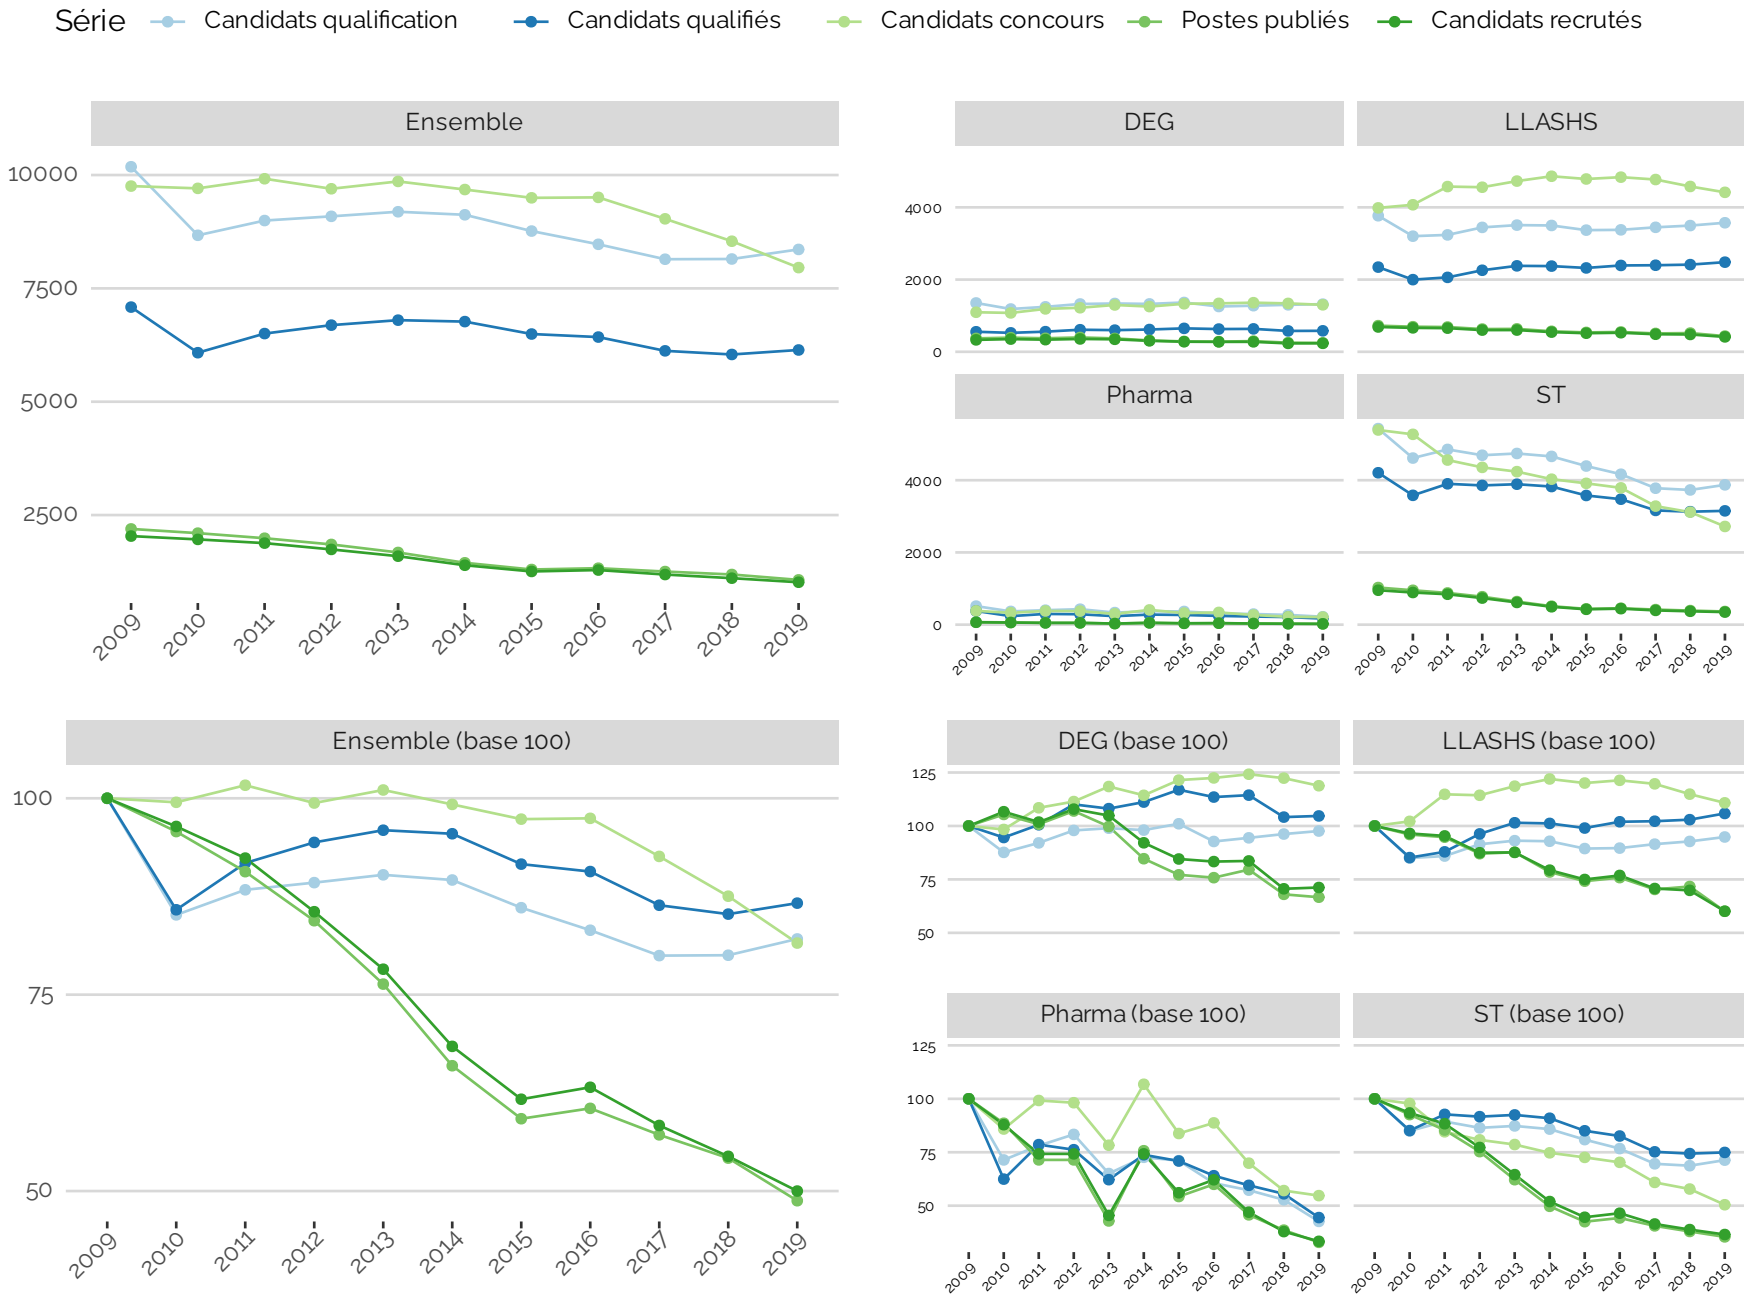 Série Candidats qualification Candidats qualifiés Candidats concours Postes publiés Candidats recrutés
Ensemble
10000
7500
5000
2500
2009 2010 2011 2012 2013 2014 2015 2016 2017 2018 2019
DEG LLASHS
4000
2000
0
Pharma ST
4000
2000
0
2009 2010 2011 2012 2013 2014 2015 2016 2017 2018 2019 2009 2010 2011 2012 2013 2014 2015 2016 2017 2018 2019
Ensemble (base 100)
100
75
50
2009 2010 2011 2012 2013 2014 2015 2016 2017 2018 2019
DEG (base 100) LLASHS (base 100)
125
100
75
50
Pharma (base 100) ST (base 100)
125
100
75
50
2009 2010 2011 2012 2013 2014 2015 2016 2017 2018 2019 2009 2010 2011 2012 2013 2014 2015 2016 2017 2018 2019